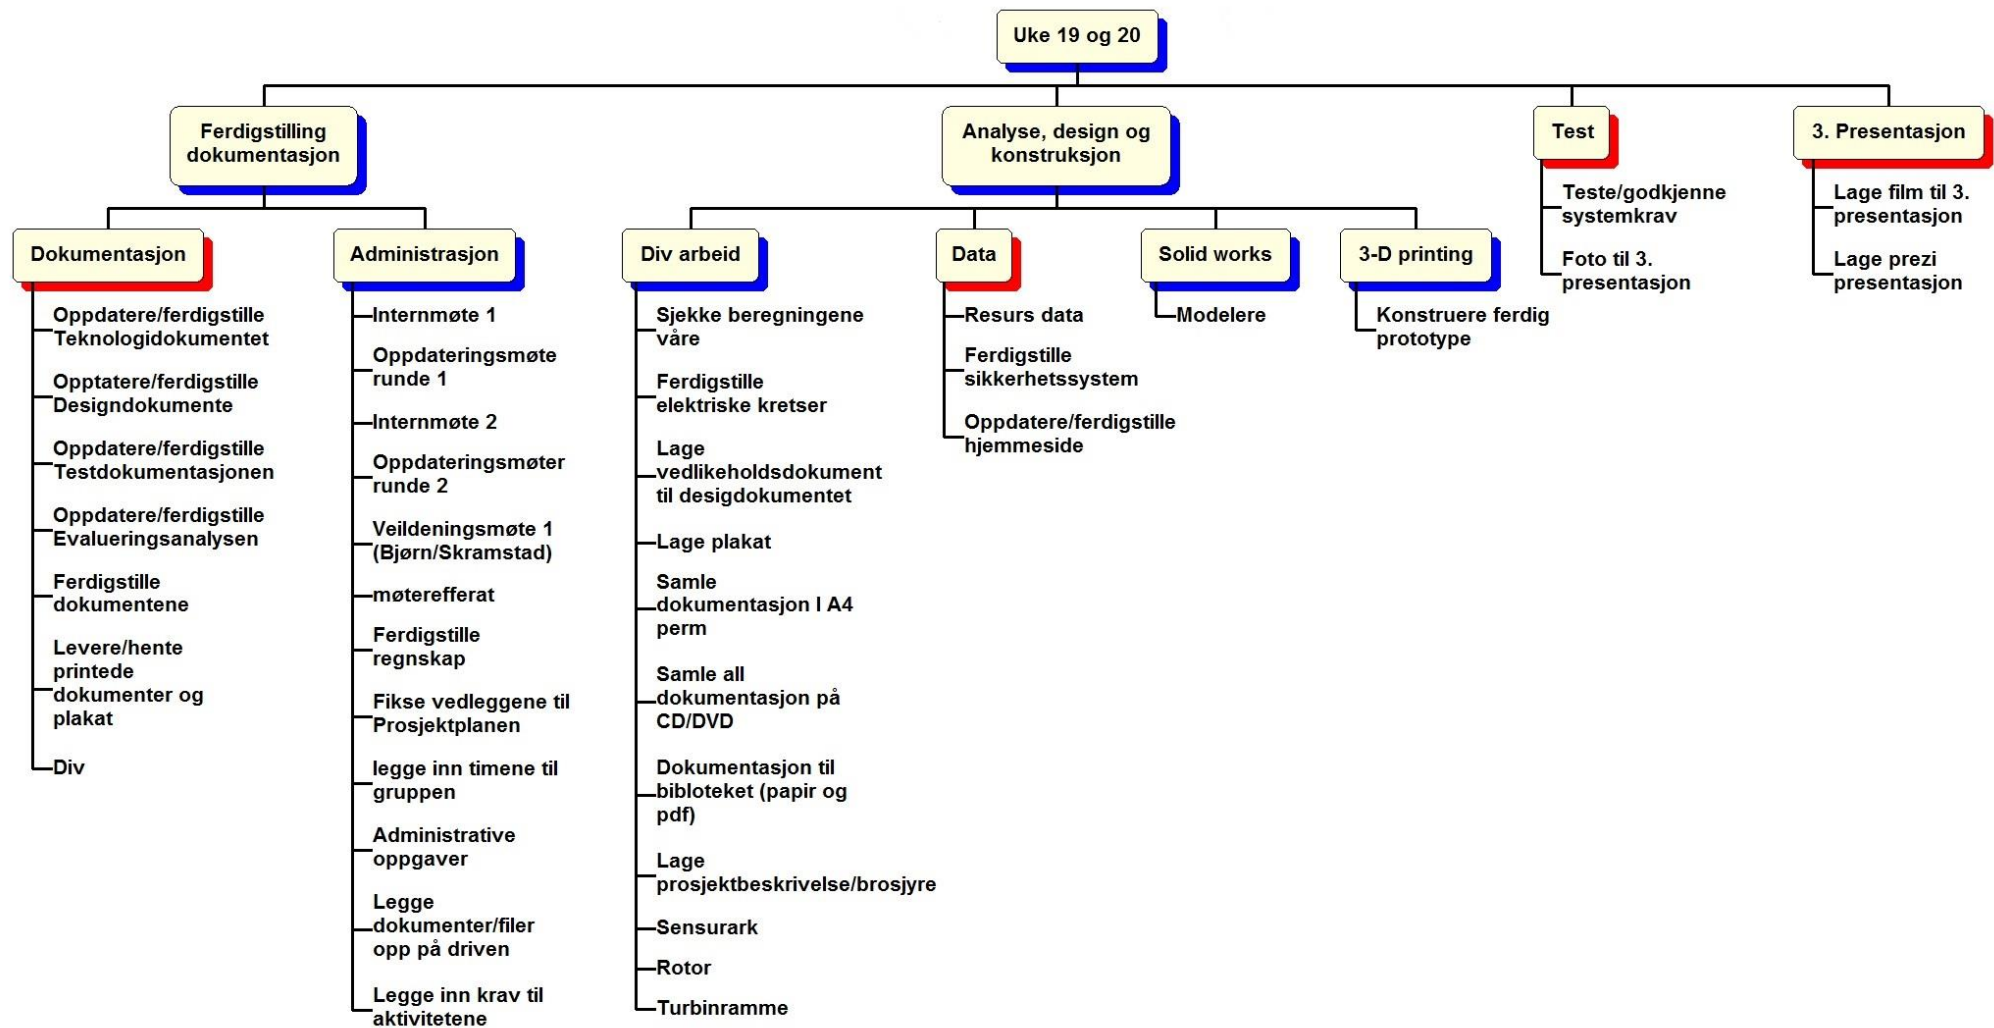 Uke 19 og 20
Ferdigstilling
dokumentasjon
Analyse, design og
konstruksjon
Test
3. Presentasjon
Dokumentasjon
Oppdatere/ferdigstille
Teknologidokumentet
Opptatere/ferdigstille
Designdokumente
Oppdatere/ferdigstille
Testdokumentasjonen
Oppdatere/ferdigstille
Evalueringsanalysen
Ferdigstille
dokumentene
Levere/hente
printede
dokumenter og
plakat
Div
Administrasjon
Internmøte 1
Oppdateringsmøte
runde 1
Internmøte 2
Oppdateringsmøter
runde 2
Veildeningsmøte 1
(Bjørn/Skramstad)
møterefferat
Ferdigstille
regnskap
Fikse vedleggene til
Prosjektplanen
legge inn timene til
gruppen
Administrative
oppgaver
Legge
dokumenter/filer
opp på driven
Legge inn krav til
aktivitetene
Div arbeid
Sjekke beregningene
våre
Ferdigstille
elektriske kretser
Lage
vedlikeholdsdokument
til desigdokumentet
Lage plakat
Samle
dokumentasjon I A4
perm
Samle all
dokumentasjon på
CD/DVD
Dokumentasjon til
bibloteket (papir og
pdf)
Lage
prosjektbeskrivelse/brosjyre
Sensurark
Rotor
Turbinramme
Data
Resurs data
Ferdigstille
sikkerhetssystem
Oppdatere/ferdigstille
hjemmeside
Solid works
Modelere
3-D printing
Konstruere ferdig
prototype
Teste/godkjenne
systemkrav
Foto til 3.
presentasjon
Lage film til 3.
presentasjon
Lage prezi
presentasjon